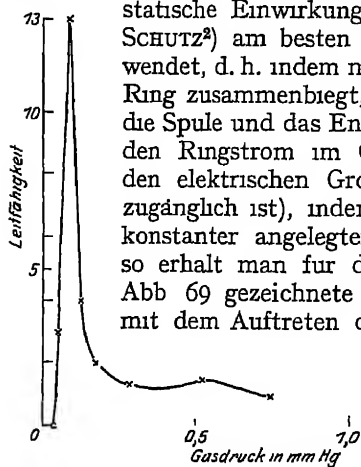 statische Einwirkung
SCHUTZ²) am besten
wendet, d. h. indem n
Ring zusammenbiegt,
die Spule und das En
den Ringstrom im
den elektrischen Gro
zugänglich ist), inder
konstanter angelegte
so erhalt man fur d
Abb 69 gezeichnete
mit dem Auftreten
13
10
5
0
Leitfähigkeit
0,5
1,0
Gasdruck in mm Hg